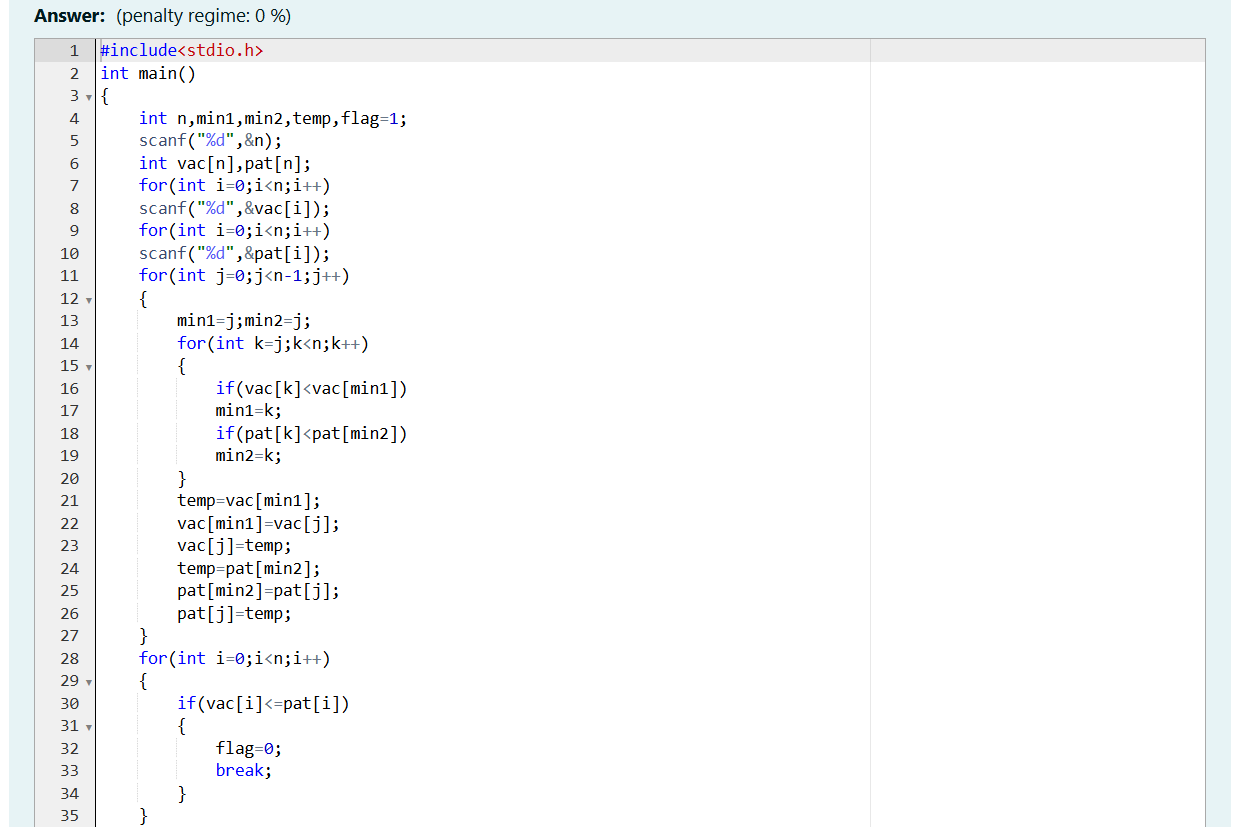 Answer: (penalty regime: 0 %)
1 #include<stdio.h>
2 int main()
3 {
4     int n,min1,min2,temp,flag=1;
5     scanf("%d",&n);
6     int vac[n],pat[n];
7     for(int i=0;i<n;i++)
8     scanf("%d",&vac[i]);
9     for(int i=0;i<n;i++)
10     scanf("%d",&pat[i]);
11     for(int j=0;j<n-1;j++)
12     {
13         min1=j;min2=j;
14         for(int k=j;k<n;k++)
15         {
16             if(vac[k]<vac[min1])
17             min1=k;
18             if(pat[k]<pat[min2])
19             min2=k;
20         }
21         temp=vac[min1];
22         vac[min1]=vac[j];
23         vac[j]=temp;
24         temp=pat[min2];
25         pat[min2]=pat[j];
26         pat[j]=temp;
27     }
28     for(int i=0;i<n;i++)
29     {
30         if(vac[i]<=pat[i])
31         {
32             flag=0;
33             break;
34         }
35     }